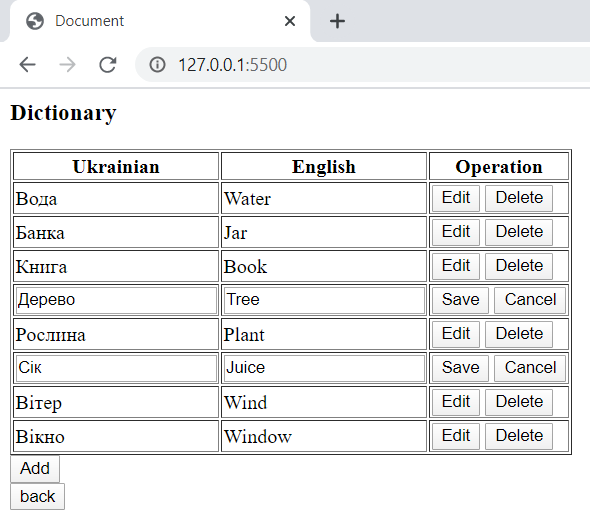 Document
127.0.0.1:5500
Dictionary
Ukrainian English Operation
Вода Water Edit Delete
Банка Jar Edit Delete
Книга Book Edit Delete
Дерево Tree Save Cancel
Рослина Plant Edit Delete
Сік Juice Save Cancel
Вітер Wind Edit Delete
Вікно Window Edit Delete
Add
back